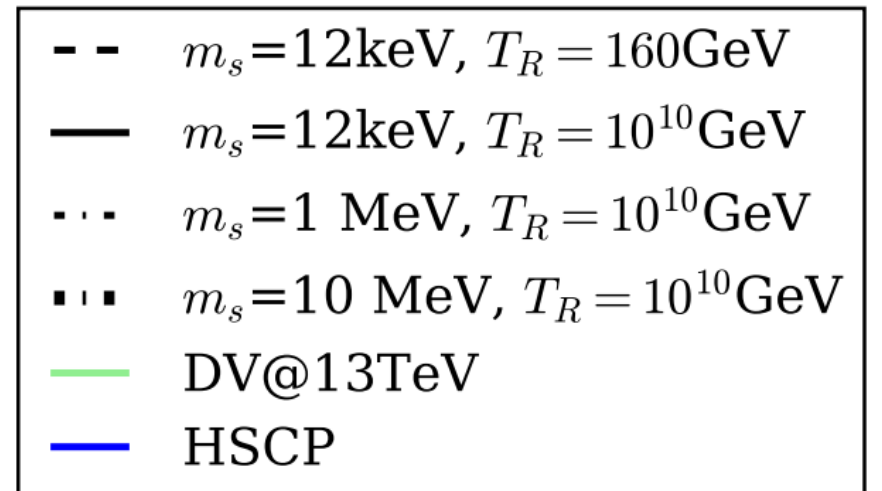 m_s=12keV, T_R = 160GeV
m_s=12keV, T_R = 10^10GeV
m_s=1 MeV, T_R = 10^10GeV
m_s=10 MeV, T_R = 10^10GeV
DV@13TeV
HSCP